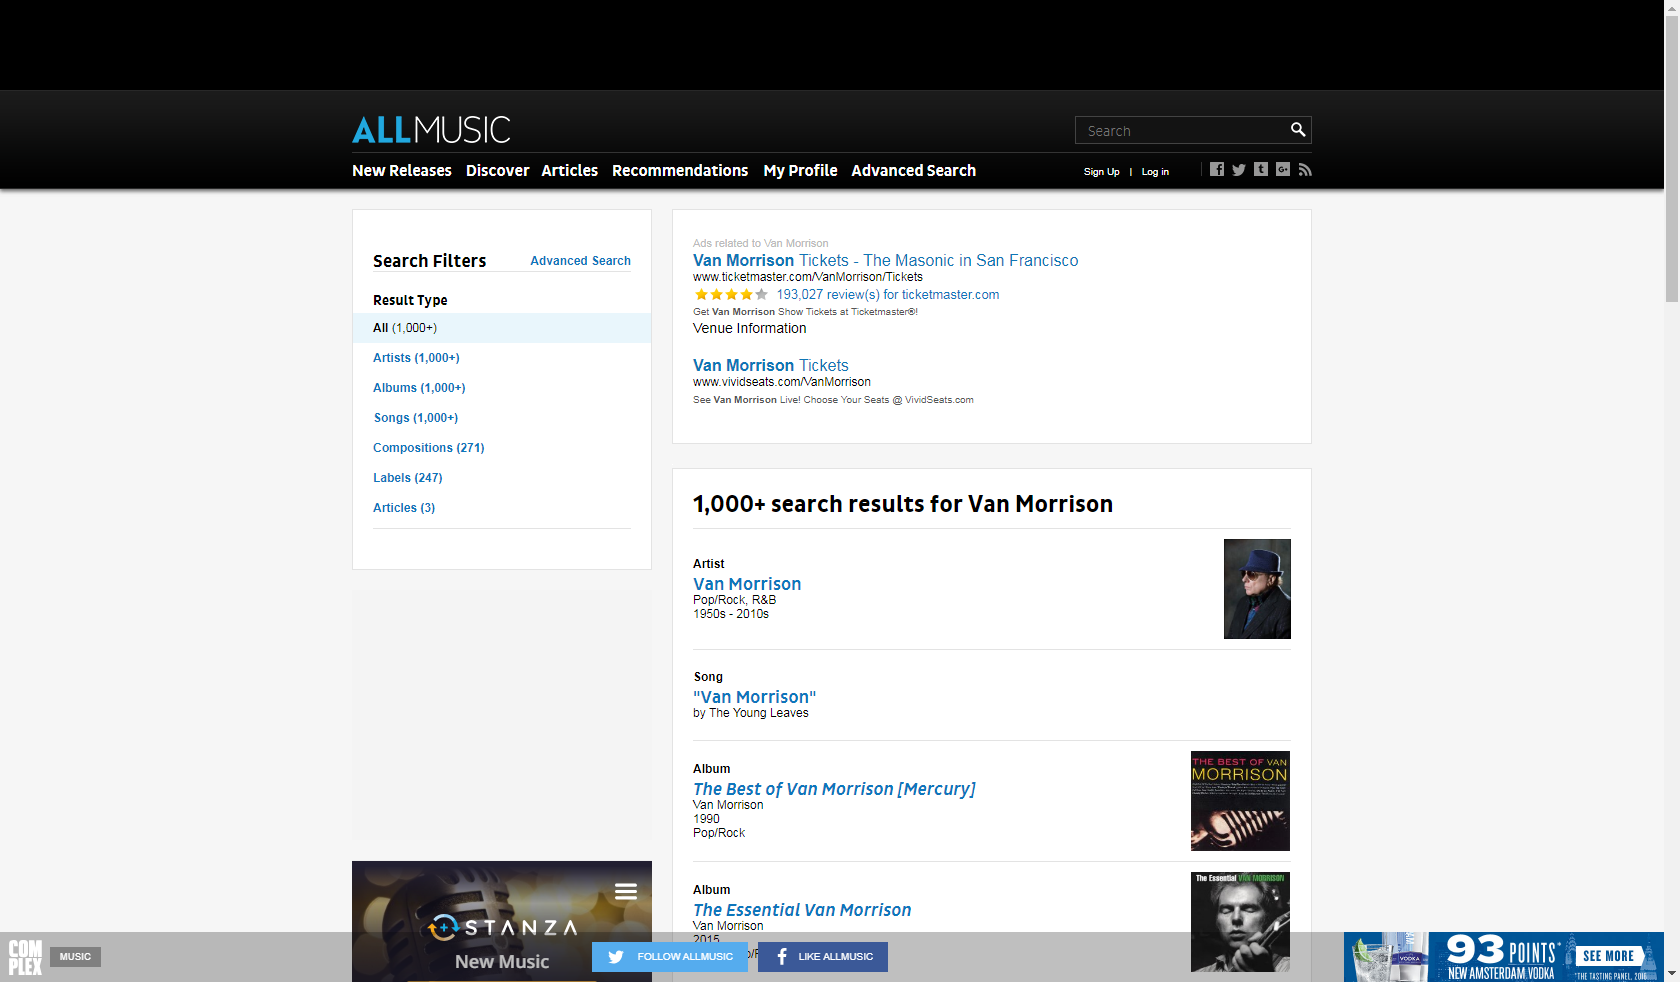 ALLMUSIC
Search
New Releases Discover Articles Recommendations My Profile Advanced Search
Sign Up | Log in
Search Filters
Advanced Search
Result Type
All (1,000+)
Artists (1,000+)
Albums (1,000+)
Songs (1,000+)
Compositions (271)
Labels (247)
Articles (3)
STANZA
New Music
Ads related to Van Morrison
Van Morrison Tickets - The Masonic in San Francisco
www.ticketmaster.com/VanMorrison/Tickets
193,027 review(s) for ticketmaster.com
Get Van Morrison Show Tickets at Ticketmaster®!
Venue Information
Van Morrison Tickets
www.vividseats.com/VanMorrison
See Van Morrison Live! Choose Your Seats @ VividSeats.com
1,000+ search results for Van Morrison
Artist
Van Morrison
Pop/Rock, R&B
1950s - 2010s
Song
"Van Morrison"
by The Young Leaves
Album
The Best of Van Morrison [Mercury]
Van Morrison
1990
Pop/Rock
THE BEST OF VAN
MORRISON
Album
The Essential Van Morrison
Van Morrison
2015
The Essential VAN MORRISON
COM
PLEX
MUSIC
FOLLOW ALLMUSIC
LIKE ALLMUSIC
VODKA
93 POINTS*
NEW AMSTERDAM VODKA
SEE MORE